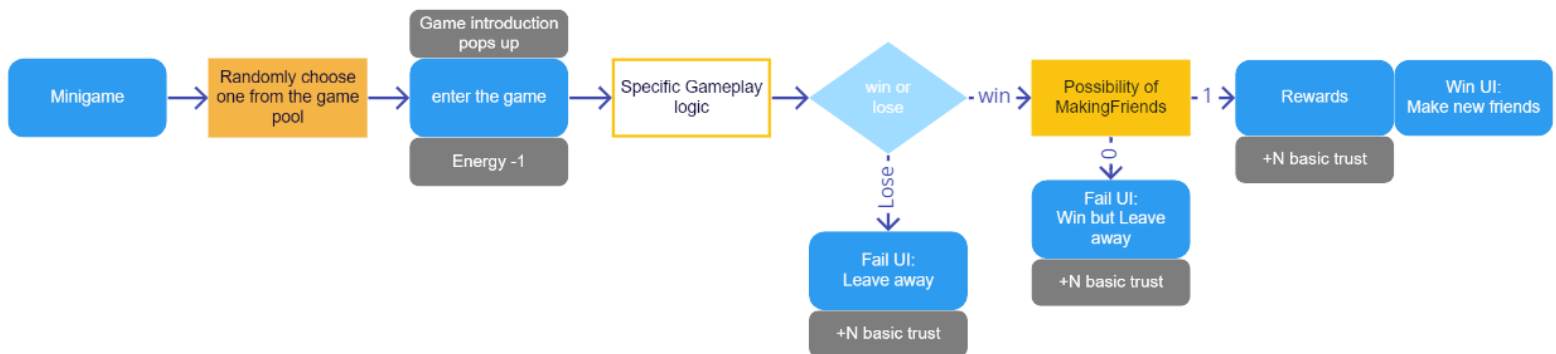 Game introduction
pops up
Minigame
Randomly choose
one from the game
pool
enter the game
Energy -1
Specific Gameplay
logic
win or
lose
win
Possibility of
MakingFriends
1
Rewards
+N basic trust
Win UI:
Make new friends
Lose
Fail UI:
Leave away
+N basic trust
0
Fail UI:
Win but Leave
away
+N basic trust